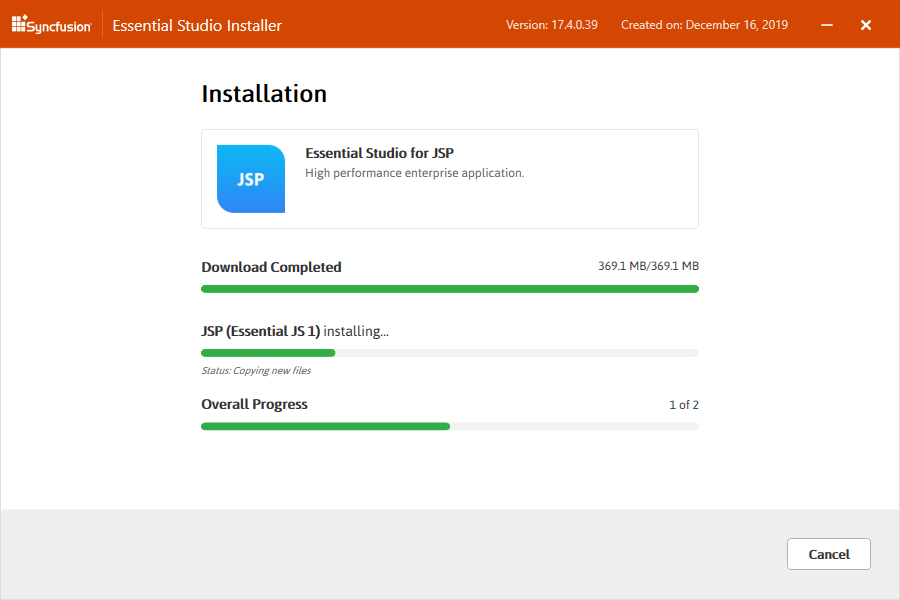 Syncfusion Essential Studio Installer Version: 17.4.0.39 Created on: December 16, 2019
Installation
JSP
Essential Studio for JSP
High performance enterprise application.
Download Completed 369.1 MB/369.1 MB
JSP (Essential JS 1) installing...
Status: Copying new files
Overall Progress 1 of 2
Cancel